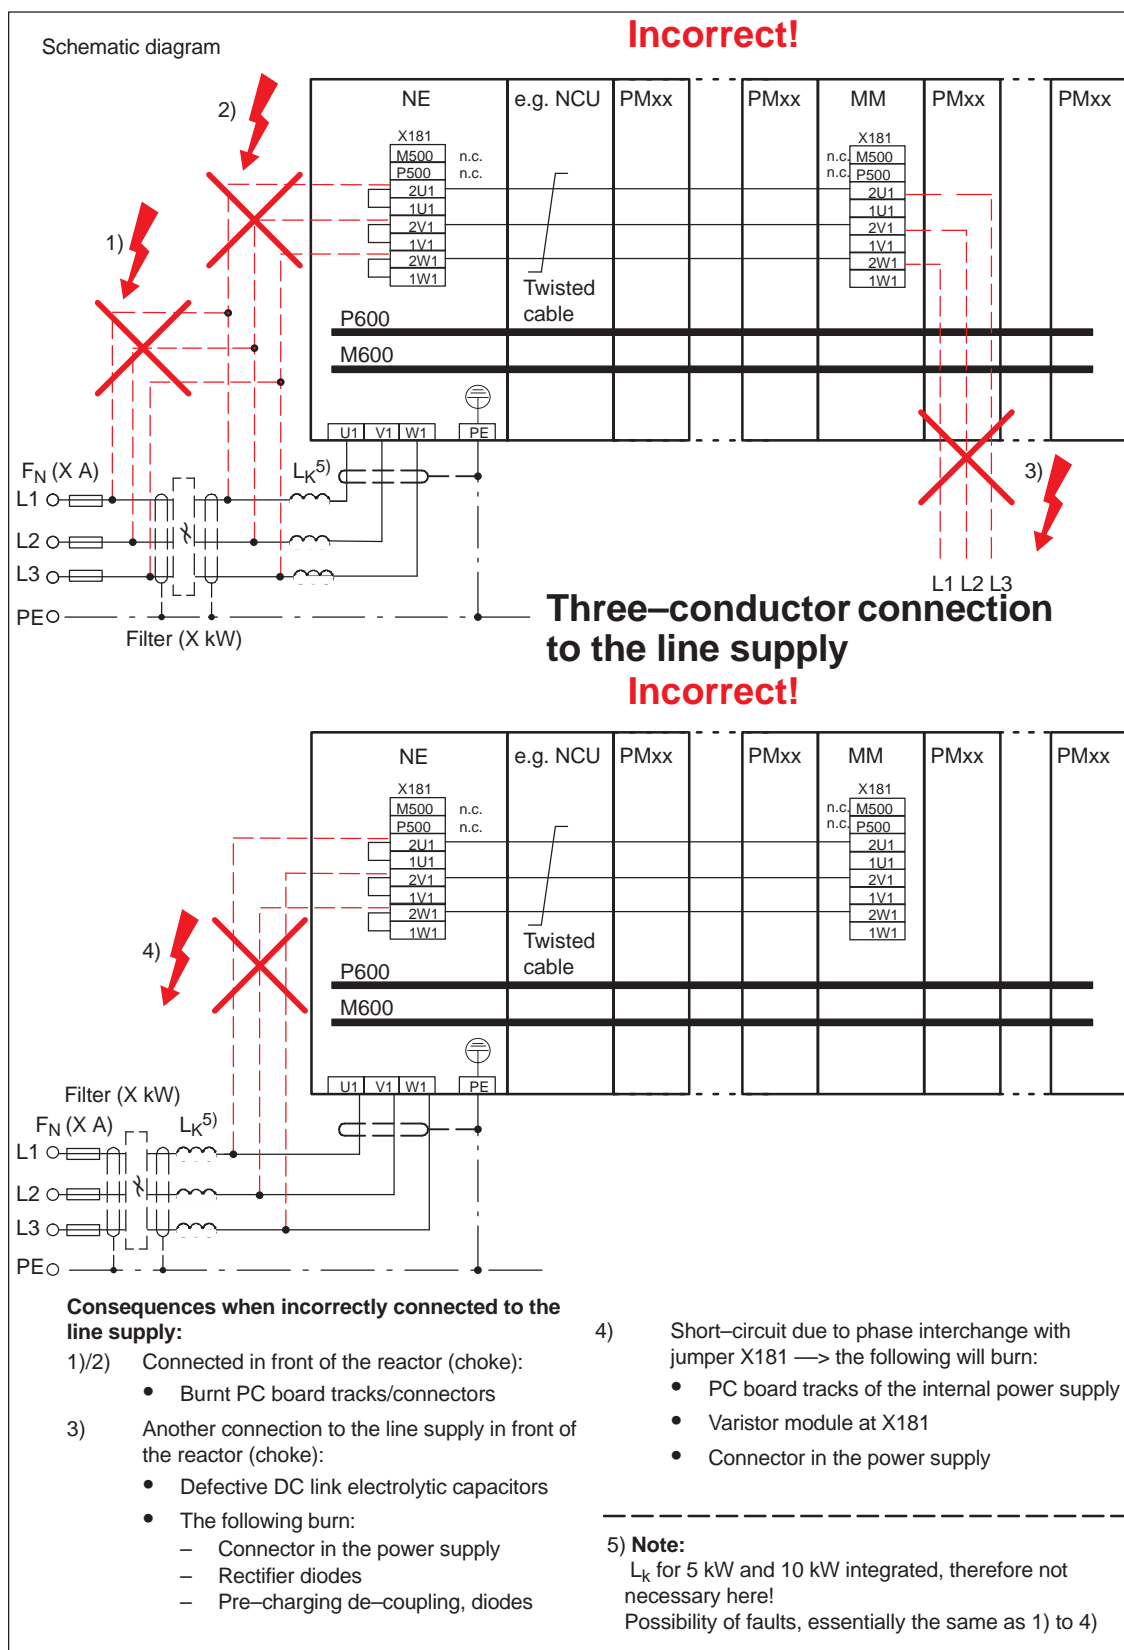 Incorrect!
Schematic diagram
2)
NE
e.g. NCU
PMxx
PMxx
MM
PMxx
PMxx
X181
M500 n.c.
P500 n.c.
2U1
1U1
2V1
1V1
2W1
1W1
X181
n.c. M500
n.c. P500
2U1
1U1
2V1
1V1
2W1
1W1
1)
Twisted
cable
P600
M600
U1 V1 W1 PE
FN (X A)
LK5)
3)
L1
L2
L3
PE
L1 L2 L3
Filter (X kW)
Three–conductor connection
to the line supply
Incorrect!
NE
e.g. NCU
PMxx
PMxx
MM
PMxx
PMxx
X181
M500 n.c.
P500 n.c.
2U1
1U1
2V1
1V1
2W1
1W1
X181
n.c. M500
n.c. P500
2U1
1U1
2V1
1V1
2W1
1W1
4)
Twisted
cable
P600
M600
U1 V1 W1 PE
Filter (X kW)
FN (X A)
LK5)
L1
L2
L3
PE
Consequences when incorrectly connected to the
line supply:
1)/2) Connected in front of the reactor (choke):
• Burnt PC board tracks/connectors
3) Another connection to the line supply in front of
the reactor (choke):
• Defective DC link electrolytic capacitors
• The following burn:
– Connector in the power supply
– Rectifier diodes
– Pre–charging de–coupling, diodes
4) Short–circuit due to phase interchange with
jumper X181 —> the following will burn:
• PC board tracks of the internal power supply
• Varistor module at X181
• Connector in the power supply
5) Note:
Lk for 5 kW and 10 kW integrated, therefore not
necessary here!
Possibility of faults, essentially the same as 1) to 4)